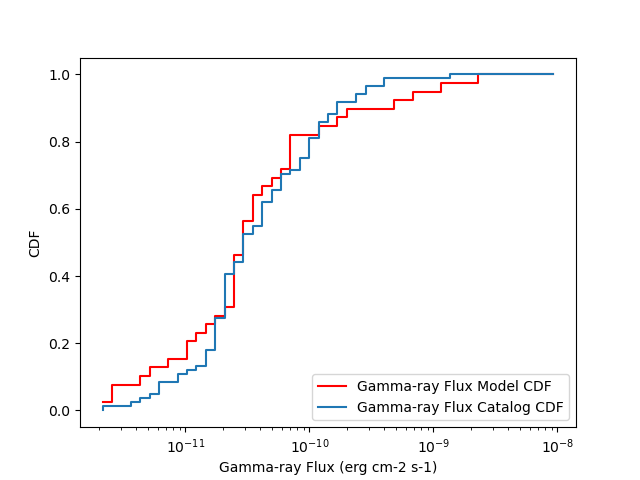 1.0
0.8
0.6
0.4
0.2
0.0
CDF
10⁻¹¹
10⁻¹⁰
10⁻⁹
10⁻⁸
Gamma-ray Flux (erg cm-2 s-1)
Gamma-ray Flux Model CDF
Gamma-ray Flux Catalog CDF